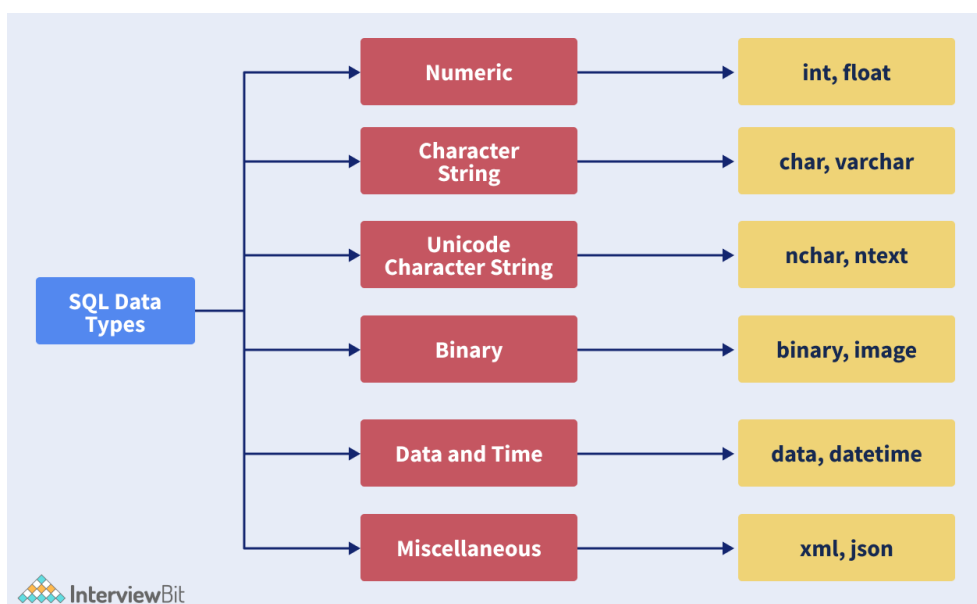 Numeric
int, float
Character
String
char, varchar
Unicode
Character String
nchar, ntext
SQL Data
Types
Binary
binary, image
Data and Time
data, datetime
Miscellaneous
xml, json
InterviewBit